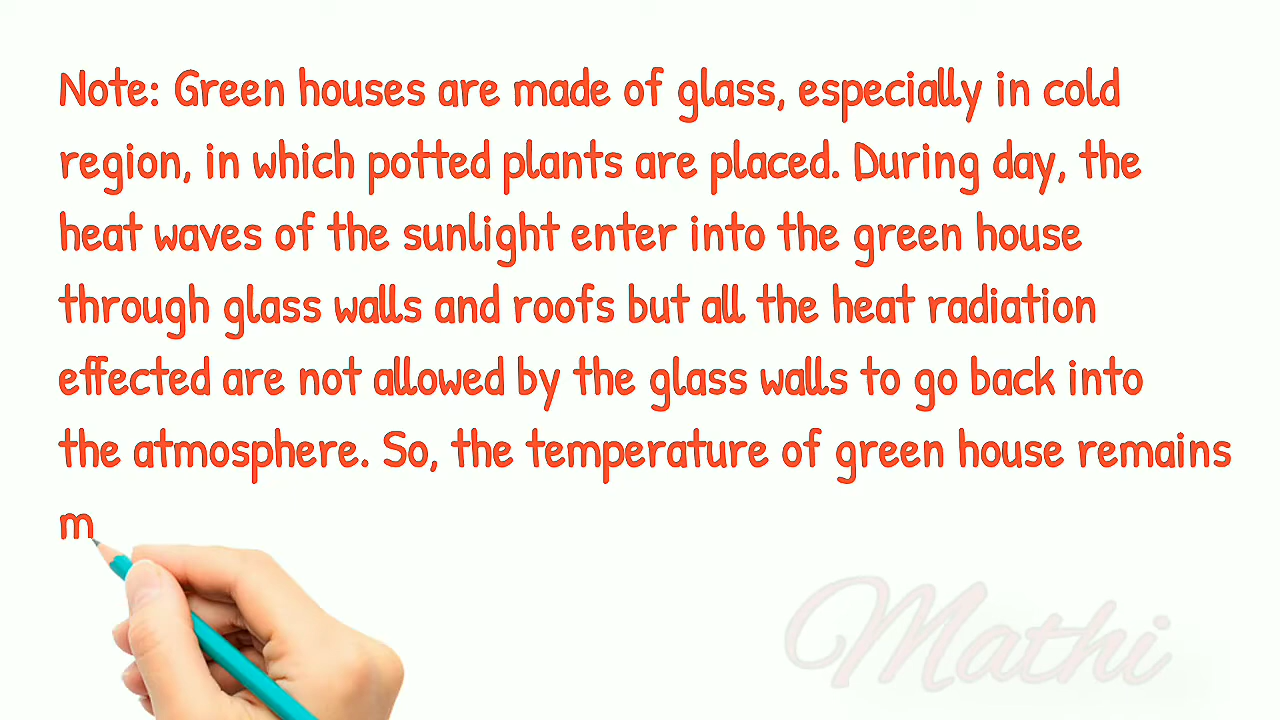 Note: Green houses are made of glass, especially in cold
region, in which potted plants are placed. During day, the
heat waves of the sunlight enter into the green house
through glass walls and roofs but all the heat radiation
effected are not allowed by the glass walls to go back into
the atmosphere. So, the temperature of green house remains
m
Mathi